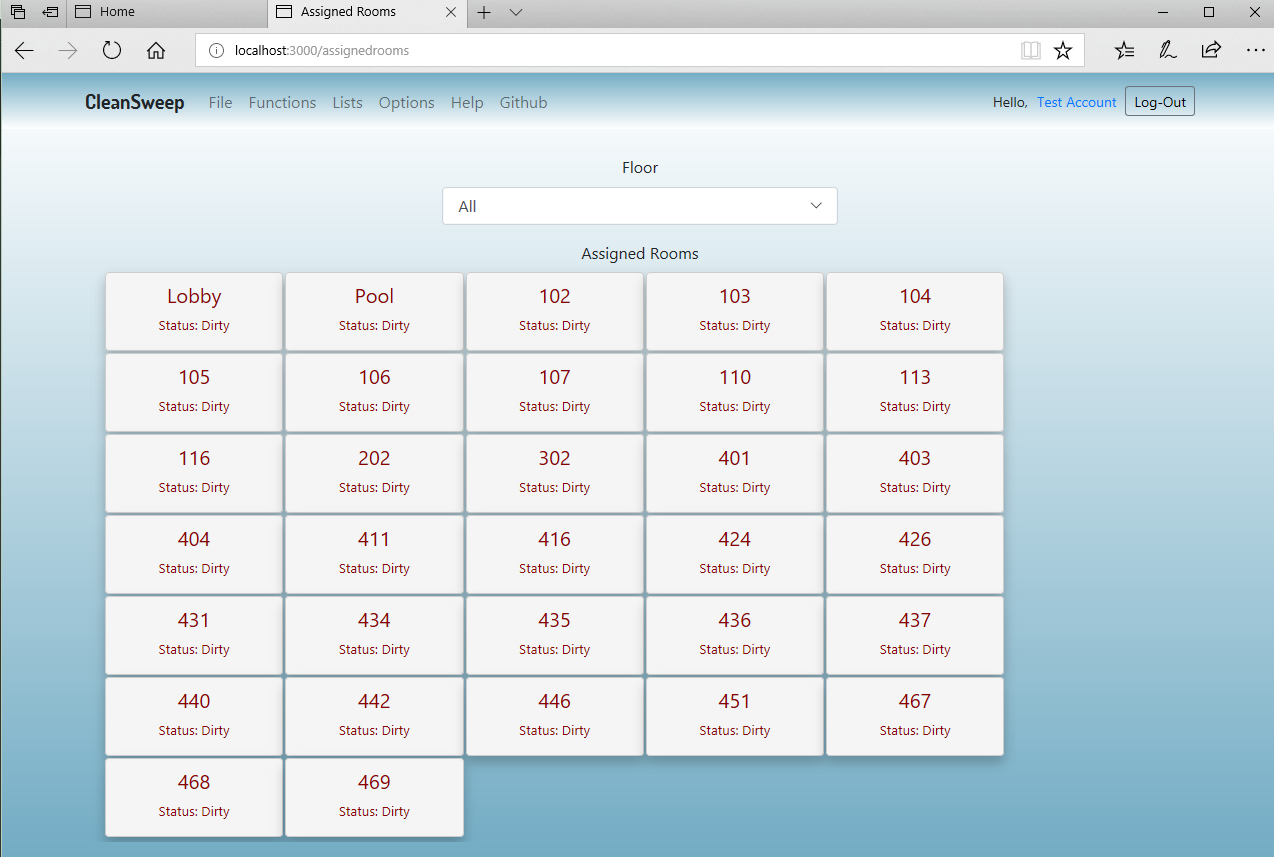 Home Assigned Rooms
localhost:3000/assignedrooms
CleanSweep File Functions Lists Options Help Github Hello, Test Account Log-Out
Floor
All
Assigned Rooms
Lobby Pool 102 103 104
Status: Dirty Status: Dirty Status: Dirty Status: Dirty Status: Dirty
105 106 107 110 113
Status: Dirty Status: Dirty Status: Dirty Status: Dirty Status: Dirty
116 202 302 401 403
Status: Dirty Status: Dirty Status: Dirty Status: Dirty Status: Dirty
404 411 416 424 426
Status: Dirty Status: Dirty Status: Dirty Status: Dirty Status: Dirty
431 434 435 436 437
Status: Dirty Status: Dirty Status: Dirty Status: Dirty Status: Dirty
440 442 446 451 467
Status: Dirty Status: Dirty Status: Dirty Status: Dirty Status: Dirty
468 469
Status: Dirty Status: Dirty